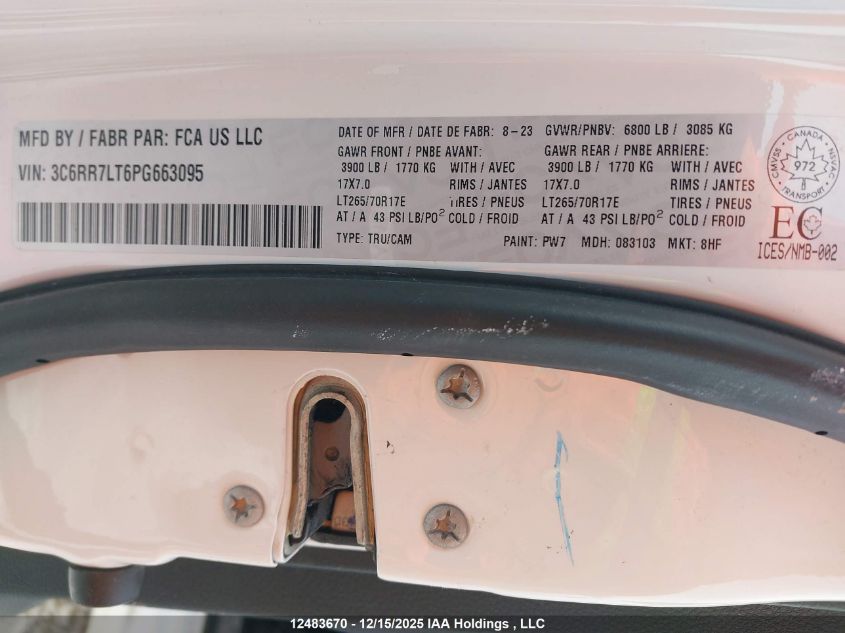 MFD BY / FABR PAR: FCA US LLC
VIN: 3C6RR7LT6PG663095
DATE OF MFR / DATE DE FABR: 8-23 GVWR/PNBV: 6800 LB / 3085 KG
GAWR FRONT / PNBE AVANT: GAWR REAR / PNBE ARRIERE:
3900 LB / 1770 KG WITH / AVEC 3900 LB / 1770 KG WITH / AVEC
17X7.0 RIMS / JANTES 17X7.0 RIMS / JANTES
LT265/70R17E TIRES / PNEUS LT265/70R17E TIRES / PNEUS
AT / A 43 PSI LB/PO² COLD / FROID AT / A 43 PSI LB/PO² COLD / FROID
TYPE: TRU/CAM PAINT: PW7 MDH: 083103 MKT: 8HF
CANADA
CMVSS 972 NSVAC
EC
ICES/NMB-002
12483670 - 12/15/2025 IAA Holdings , LLC